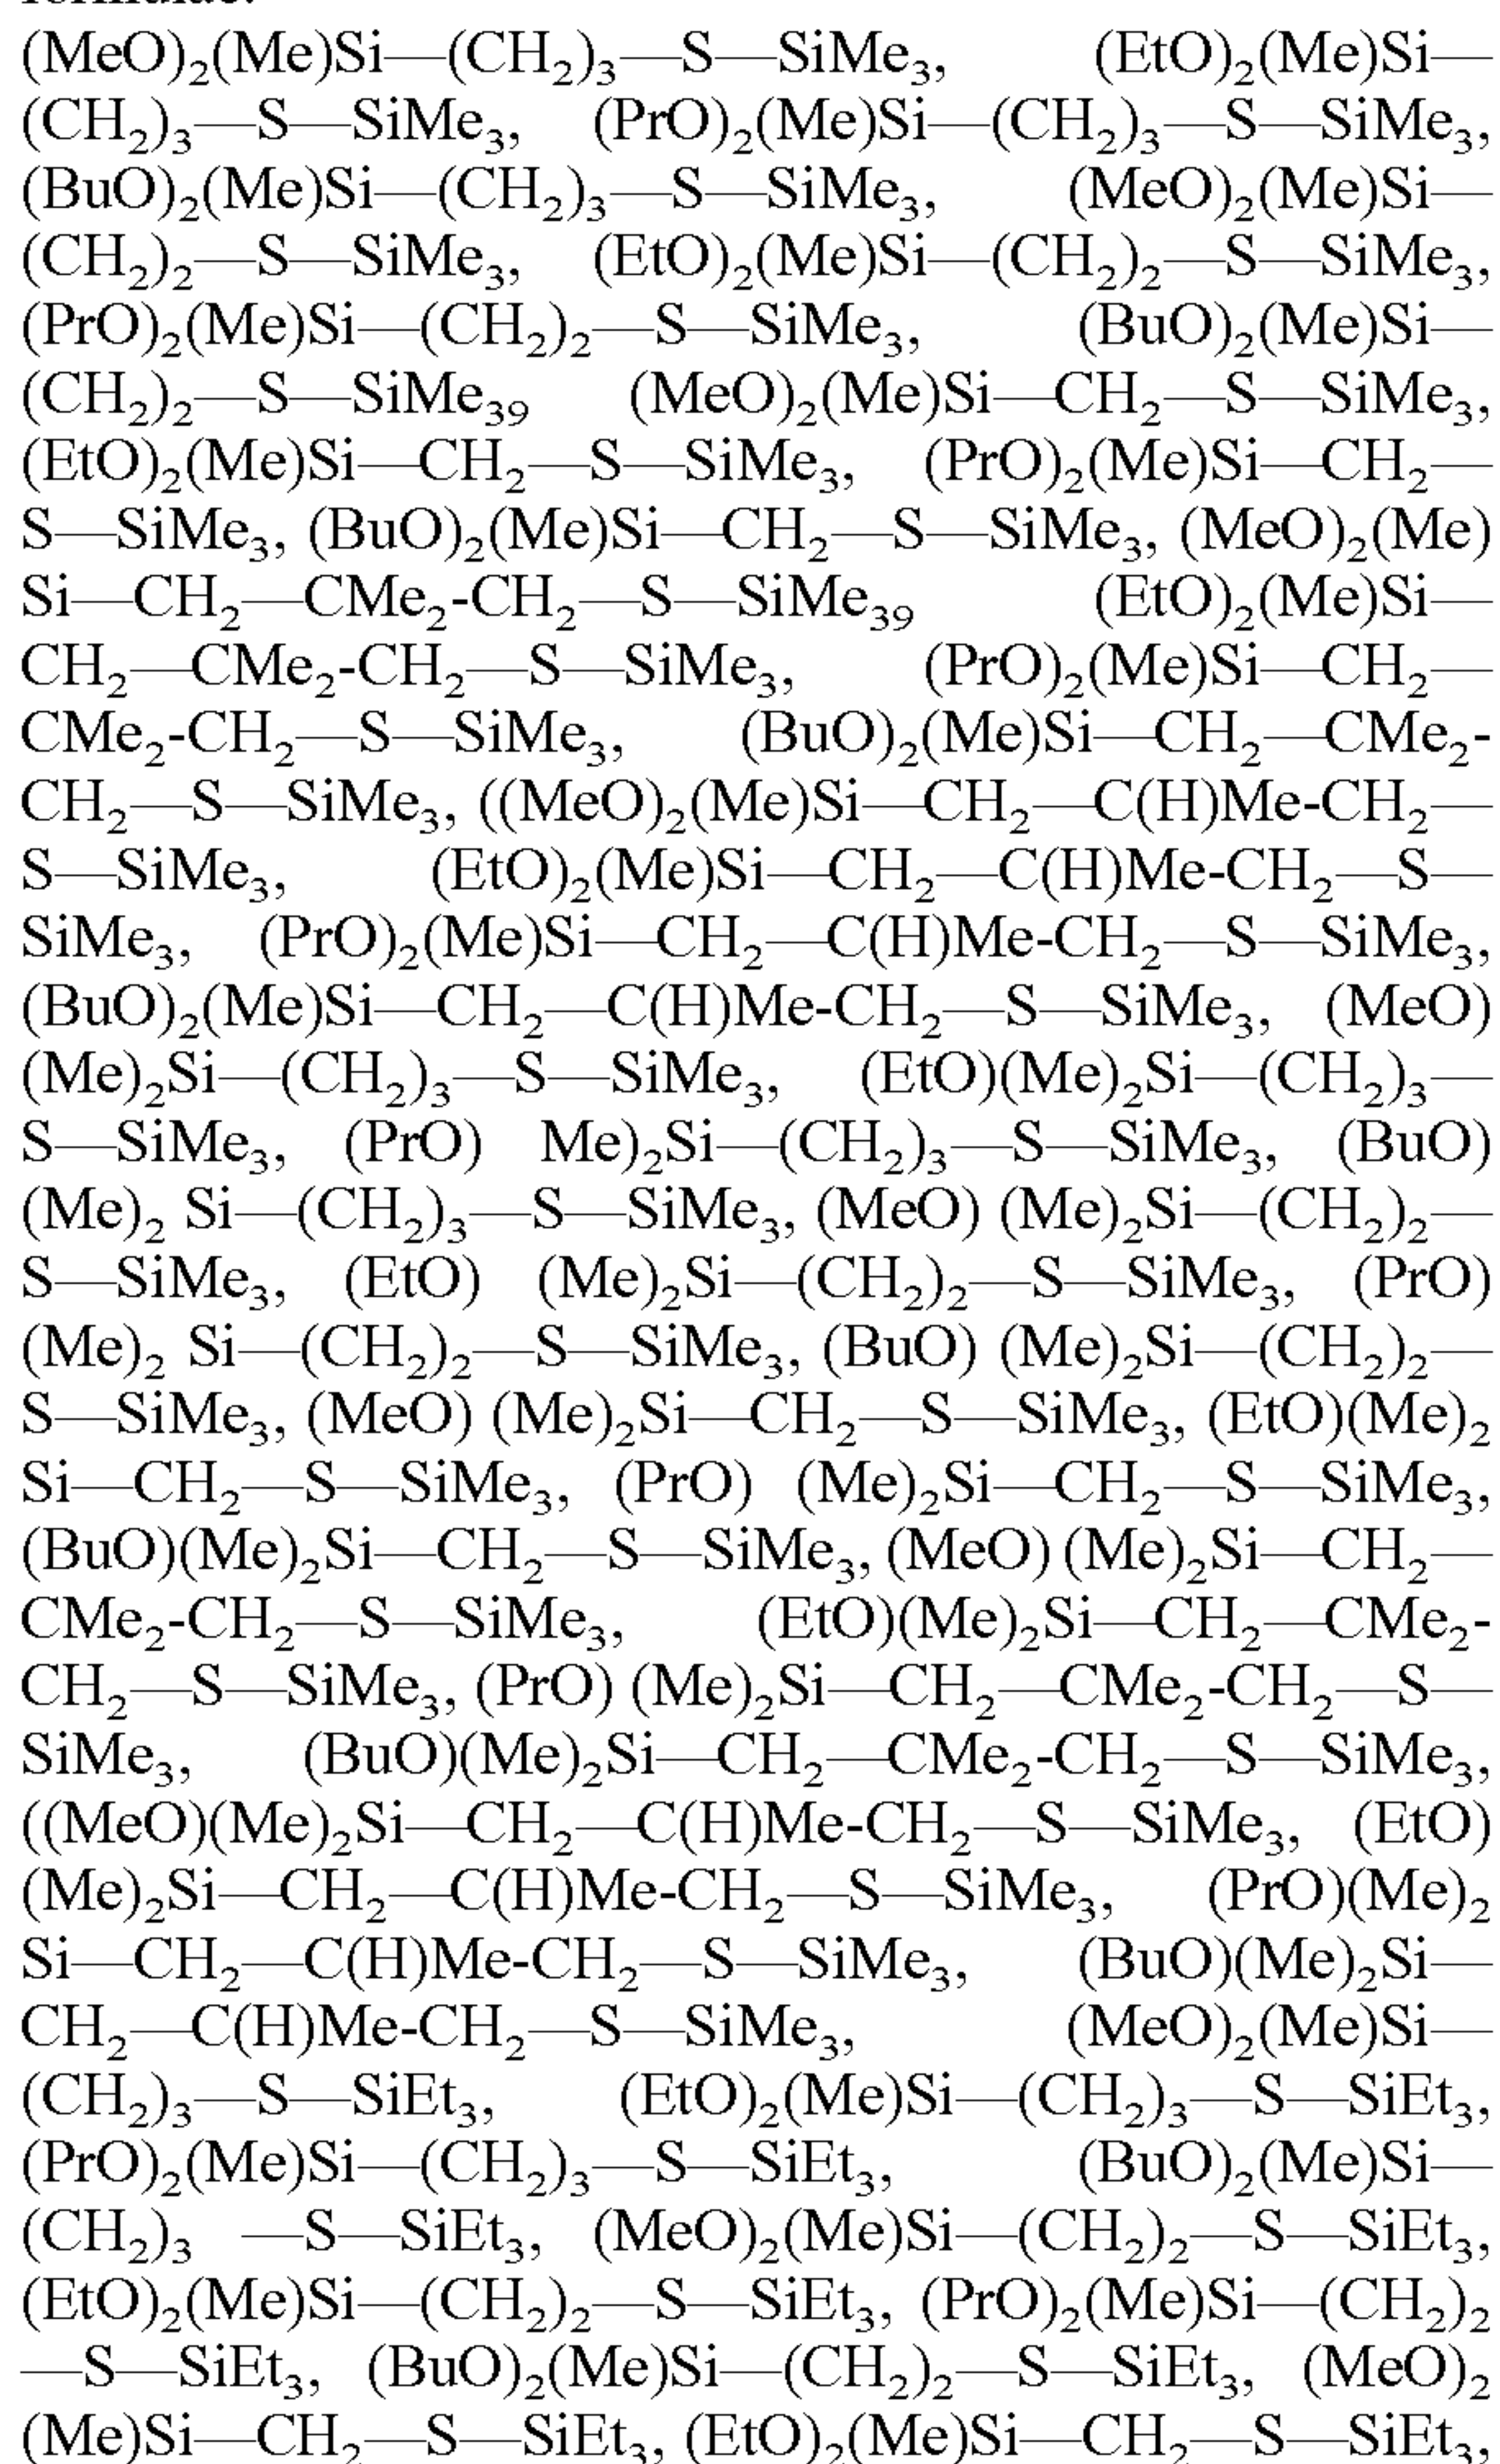 (MeO)₂(Me)Si—(CH₂)₃—S—SiMe₃, (EtO)₂(Me)Si—
(CH₂)₃—S—SiMe₃, (PrO)₂(Me)Si—(CH₂)₃—S—SiMe₃,
(BuO)₂(Me)Si—(CH₂)₃—S—SiMe₃, (MeO)₂(Me)Si—
(CH₂)₂—S—SiMe₃, (EtO)₂(Me)Si—(CH₂)₂—S—SiMe₃,
(PrO)₂(Me)Si—(CH₂)₂—S—SiMe₃, (BuO)₂(Me)Si—
(CH₂)₂—S—SiMe₃₉ (MeO)₂(Me)Si—CH₂—S—SiMe₃,
(EtO)₂(Me)Si—CH₂—S—SiMe₃, (PrO)₂(Me)Si—CH₂—
S—SiMe₃, (BuO)₂(Me)Si—CH₂—S—SiMe₃, (MeO)₂(Me)
Si—CH₂—CMe₂-CH₂—S—SiMe₃₉ (EtO)₂(Me)Si—
CH₂—CMe₂-CH₂—S—SiMe₃, (PrO)₂(Me)Si—CH₂—
CMe₂-CH₂—S—SiMe₃, (BuO)₂(Me)Si—CH₂—CMe₂-
CH₂—S—SiMe₃, ((MeO)₂(Me)Si—CH₂—C(H)Me-CH₂—
S—SiMe₃, (EtO)₂(Me)Si—CH₂—C(H)Me-CH₂—S—
SiMe₃, (PrO)₂(Me)Si—CH₂—C(H)Me-CH₂—S—SiMe₃,
(BuO)₂(Me)Si—CH₂—C(H)Me-CH₂—S—SiMe₃, (MeO)
(Me)₂Si—(CH₂)₃—S—SiMe₃, (EtO)(Me)₂Si—(CH₂)₃—
S—SiMe₃, (PrO) Me)₂Si—(CH₂)₃—S—SiMe₃, (BuO)
(Me)₂ Si—(CH₂)₃—S—SiMe₃, (MeO) (Me)₂Si—(CH₂)₂—
S—SiMe₃, (EtO) (Me)₂Si—(CH₂)₂—S—SiMe₃, (PrO)
(Me)₂ Si—(CH₂)₂—S—SiMe₃, (BuO) (Me)₂Si—(CH₂)₂—
S—SiMe₃, (MeO) (Me)₂Si—CH₂—S—SiMe₃, (EtO)(Me)₂
Si—CH₂—S—SiMe₃, (PrO) (Me)₂Si—CH₂—S—SiMe₃,
(BuO)(Me)₂Si—CH₂—S—SiMe₃, (MeO) (Me)₂Si—CH₂—
CMe₂-CH₂—S—SiMe₃, (EtO)(Me)₂Si—CH₂—CMe₂-
CH₂—S—SiMe₃, (PrO) (Me)₂Si—CH₂—CMe₂-CH₂—S—
SiMe₃, (BuO)(Me)₂Si—CH₂—CMe₂-CH₂—S—SiMe₃,
((MeO)(Me)₂Si—CH₂—C(H)Me-CH₂—S—SiMe₃, (EtO)
(Me)₂Si—CH₂—C(H)Me-CH₂—S—SiMe₃, (PrO)(Me)₂
Si—CH₂—C(H)Me-CH₂—S—SiMe₃, (BuO)(Me)₂Si—
CH₂—C(H)Me-CH₂—S—SiMe₃, (MeO)₂(Me)Si—
(CH₂)₃—S—SiEt₃, (EtO)₂(Me)Si—(CH₂)₃—S—SiEt₃,
(PrO)₂(Me)Si—(CH₂)₃—S—SiEt₃, (BuO)₂(Me)Si—
(CH₂)₃ —S—SiEt₃, (MeO)₂(Me)Si—(CH₂)₂—S—SiEt₃,
(EtO)₂(Me)Si—(CH₂)₂—S—SiEt₃, (PrO)₂(Me)Si—(CH₂)₂
—S—SiEt₃, (BuO)₂(Me)Si—(CH₂)₂—S—SiEt₃, (MeO)₂
(Me)Si—CH₂—S—SiEt₃, (EtO)₂(Me)Si—CH₂—S—SiEt₃,